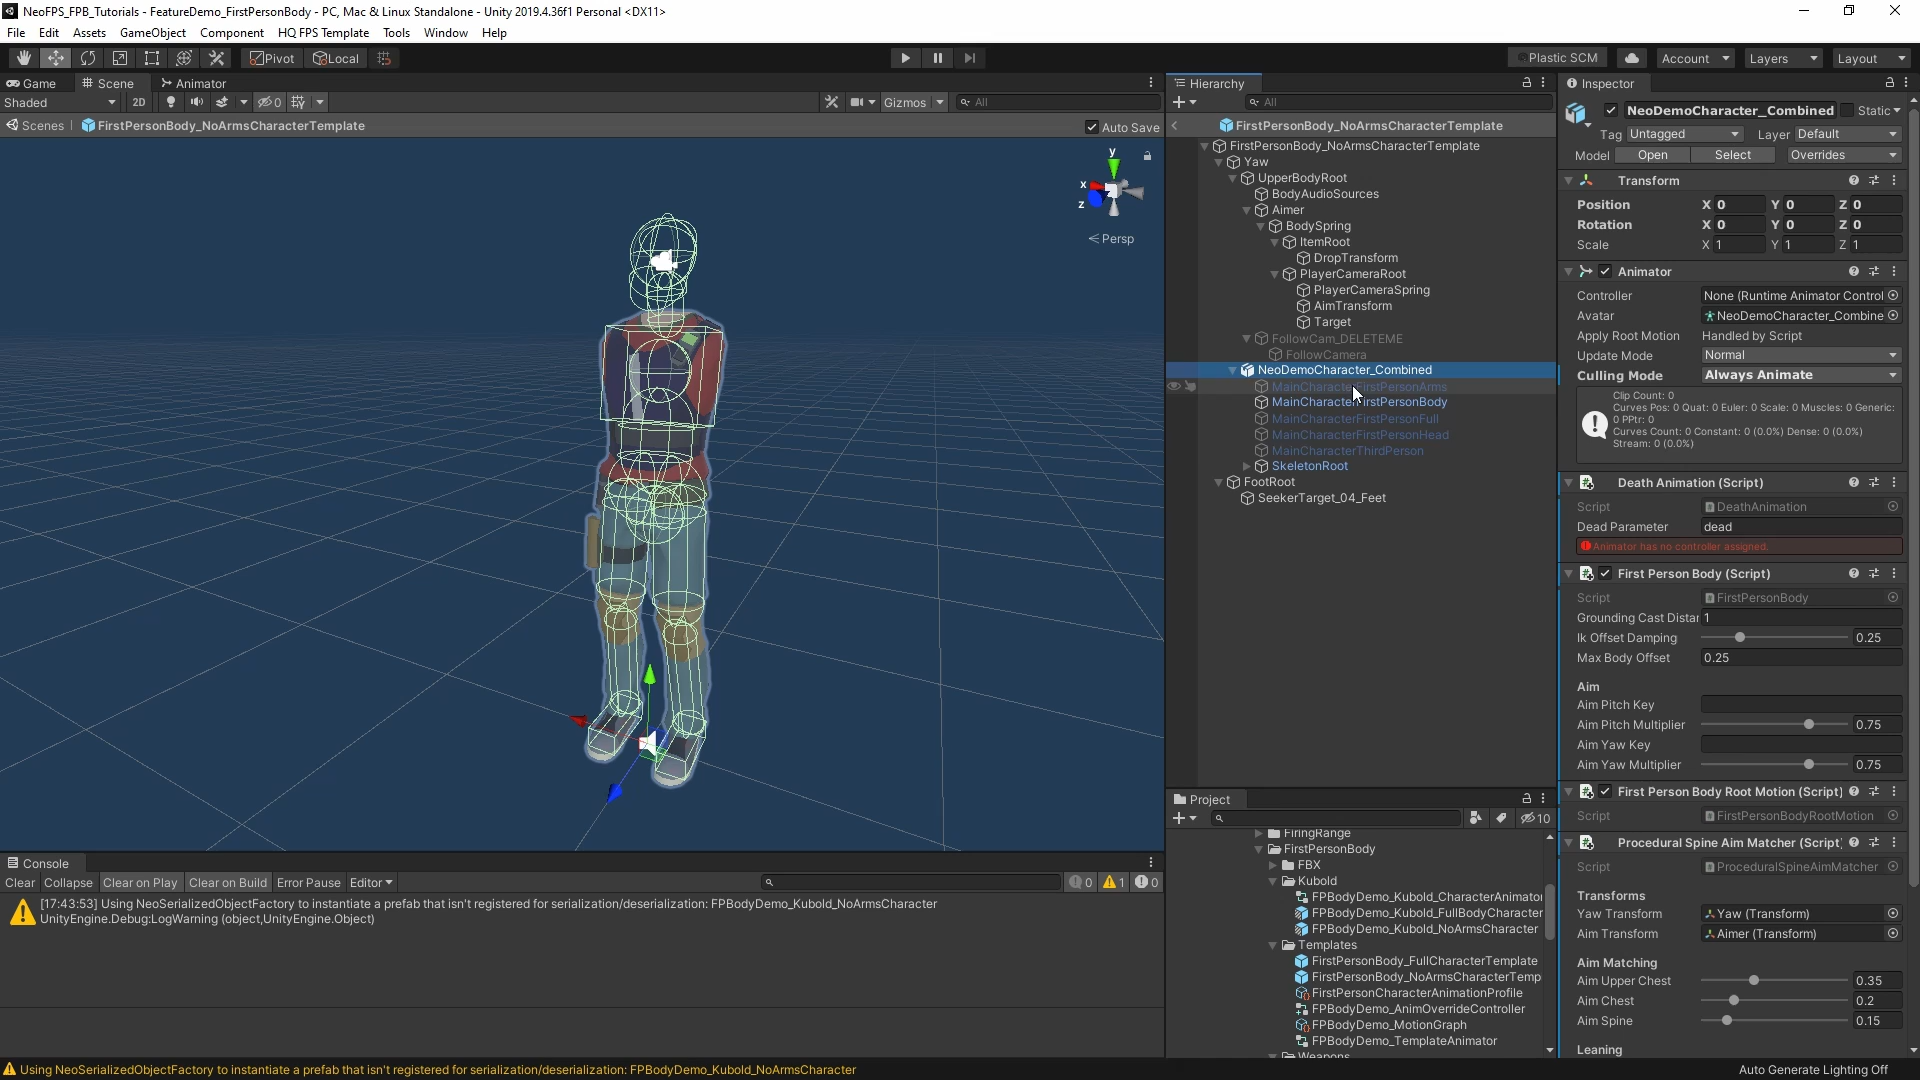 NeoFPS_FPB_Tutorials - FeatureDemo_FirstPersonBody - PC, Mac & Linux Standalone - Unity 2019.4.36f1 Personal <DX11>
File Edit Assets GameObject Component HQ FPS Template Tools Window Help
Pivot Local Plastic SCM Account Layers Layout
Game Scene Animator
Shaded 2D 0 Gizmos All
Scenes FirstPersonBody_NoArmsCharacterTemplate Auto Save
y
x
z
Persp
Console
Clear Collapse Clear on Play Clear on Build Error Pause Editor 0 1 0
[17:43:53] Using NeoSerializedObjectFactory to instantiate a prefab that isn't registered for serialization/deserialization: FPBodyDemo_Kubold_NoArmsCharacter
UnityEngine.Debug:LogWarning (object,UnityEngine.Object)
Hierarchy
All
FirstPersonBody_NoArmsCharacterTemplate
FirstPersonBody_NoArmsCharacterTemplate
Yaw
UpperBodyRoot
BodyAudioSources
Aimer
BodySpring
ItemRoot
DropTransform
PlayerCameraRoot
PlayerCameraSpring
AimTransform
Target
FollowCam_DELETEME
FollowCamera
NeoDemoCharacter_Combined
MainCharacterFirstPersonArms
MainCharacterFirstPersonBody
MainCharacterFirstPersonFull
MainCharacterFirstPersonHead
MainCharacterThirdPerson
SkeletonRoot
FootRoot
SeekerTarget_04_Feet
Project
10
FiringRange
FirstPersonBody
FBX
Kubold
FPBodyDemo_Kubold_CharacterAnimator
FPBodyDemo_Kubold_FullBodyCharacter
FPBodyDemo_Kubold_NoArmsCharacter
Templates
FirstPersonBody_FullCharacterTemplate
FirstPersonBody_NoArmsCharacterTemp
FirstPersonCharacterAnimationProfile
FPBodyDemo_AnimOverrideController
FPBodyDemo_MotionGraph
FPBodyDemo_TemplateAnimator
Weapons
Inspector
NeoDemoCharacter_Combined Static
Tag Untagged Layer Default
Model Open Select Overrides
Transform
Position X 0 Y 0 Z 0
Rotation X 0 Y 0 Z 0
Scale X 1 Y 1 Z 1
Animator
Controller None (Runtime Animator Control
Avatar NeoDemoCharacter_Combine
Apply Root Motion Handled by Script
Update Mode Normal
Culling Mode Always Animate
Clip Count: 0
Curves Pos: 0 Quat: 0 Euler: 0 Scale: 0 Muscles: 0 Generic:
0 PPtr: 0
Curves Count: 0 Constant: 0 (0.0%) Dense: 0 (0.0%)
Stream: 0 (0.0%)
Death Animation (Script)
Script DeathAnimation
Dead Parameter dead
Animator has no controller assigned.
First Person Body (Script)
Script FirstPersonBody
Grounding Cast Distar 1
Ik Offset Damping 0.25
Max Body Offset 0.25
Aim
Aim Pitch Key
Aim Pitch Multiplier 0.75
Aim Yaw Key
Aim Yaw Multiplier 0.75
First Person Body Root Motion (Script)
Script FirstPersonBodyRootMotion
Procedural Spine Aim Matcher (Script)
Script ProceduralSpineAimMatcher
Transforms
Yaw Transform Yaw (Transform)
Aim Transform Aimer (Transform)
Aim Matching
Aim Upper Chest 0.35
Aim Chest 0.2
Aim Spine 0.15
Leaning
Using NeoSerializedObjectFactory to instantiate a prefab that isn't registered for serialization/deserialization: FPBodyDemo_Kubold_NoArmsCharacter Auto Generate Lighting Off